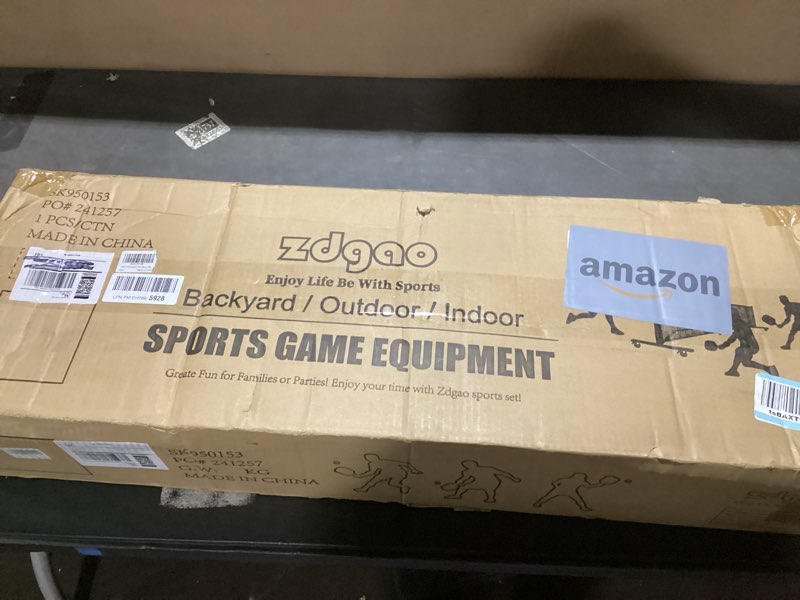 SK950153
PO# 241257
1 PCS/CTN
MADE IN CHINA
5928
zdgao
Enjoy Life Be With Sports
Backyard / Outdoor / Indoor
SPORTS GAME EQUIPMENT
Greate Fun for Families or Parties! Enjoy your time with Zdgao sports set!
amazon
SK950153
PO# 241257
G.W. KG
MADE IN CHINA